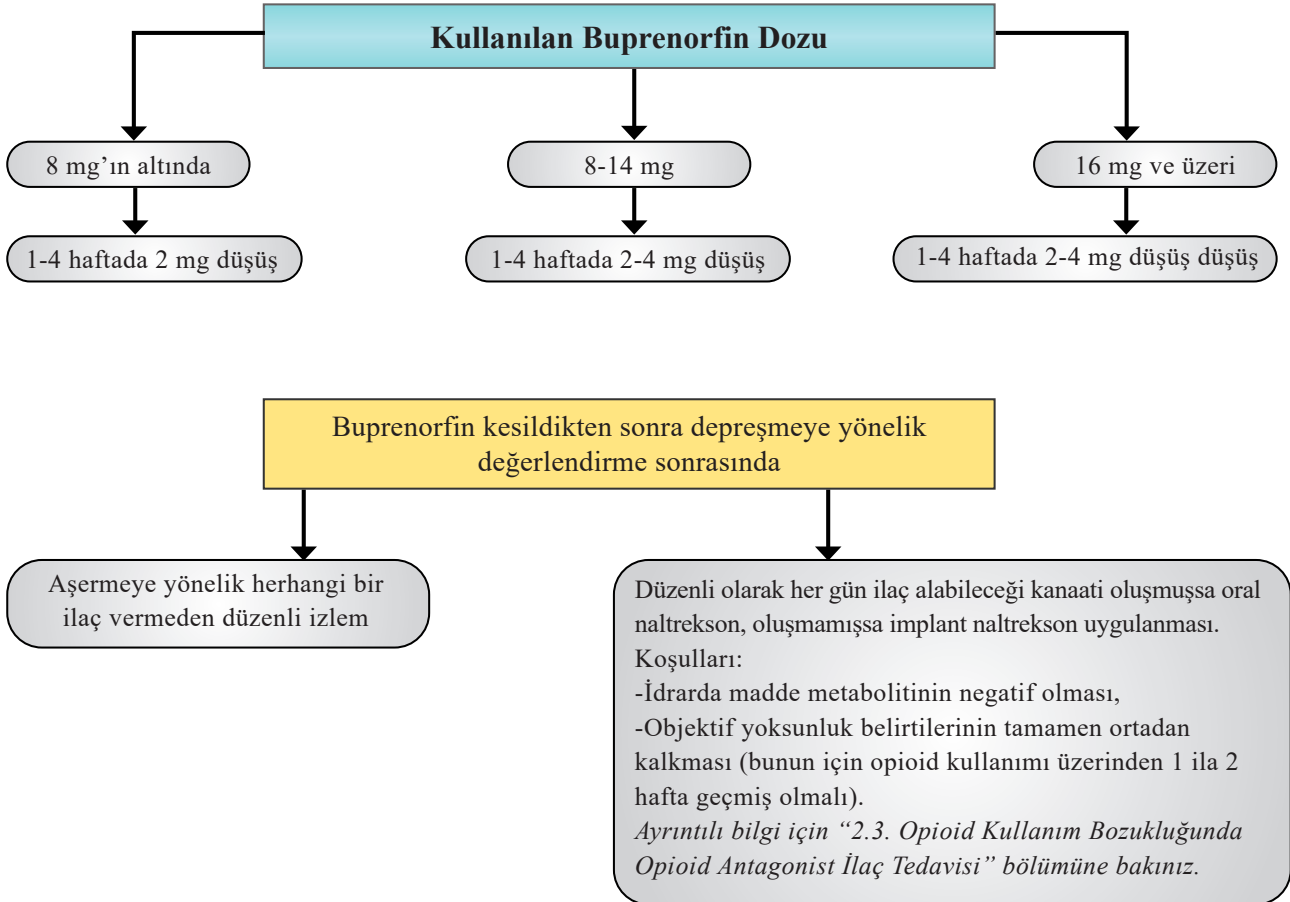 Kullanılan Buprenorfin Dozu
8 mg’ın altında
8-14 mg
16 mg ve üzeri
1-4 haftada 2 mg düşüş
1-4 haftada 2-4 mg düşüş
1-4 haftada 2-4 mg düşüş düşüş
Buprenorfin kesildikten sonra depreşmeye yönelik
değerlendirme sonrasında
Aşermeye yönelik herhangi bir
ilaç vermeden düzenli izlem
Düzenli olarak her gün ilaç alabileceği kanaati oluşmuşsa oral
naltrekson, oluşmamışsa implant naltrekson uygulanması.
Koşulları:
-İdrarda madde metabolitinin negatif olması,
-Objektif yoksunluk belirtilerinin tamamen ortadan
kalkması (bunun için opioid kullanımı üzerinden 1 ila 2
hafta geçmiş olmalı).
Ayrıntılı bilgi için “2.3. Opioid Kullanım Bozukluğunda
Opioid Antagonist İlaç Tedavisi” bölümüne bakınız.